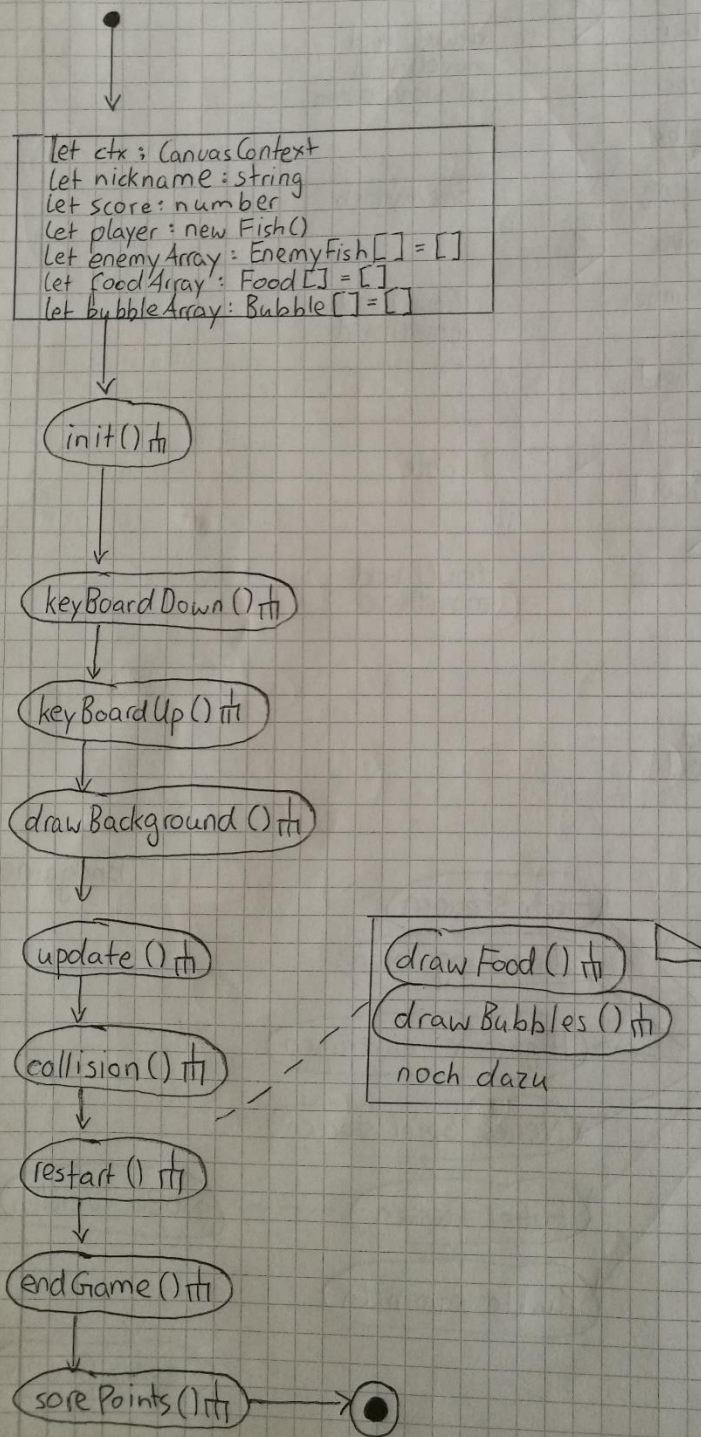 let ctx : CanvasContext
let nickname : string
let score : number
let player : new Fish()
let enemyArray : EnemyFish[] = []
let foodArray : Food[] = []
let bubbleArray : Bubble[] = []
init()
keyBoardDown()
keyBoardUp()
drawBackground()
update()
collision()
restart()
endGame()
sorePoints()
drawFood()
drawBubbles()
noch dazu